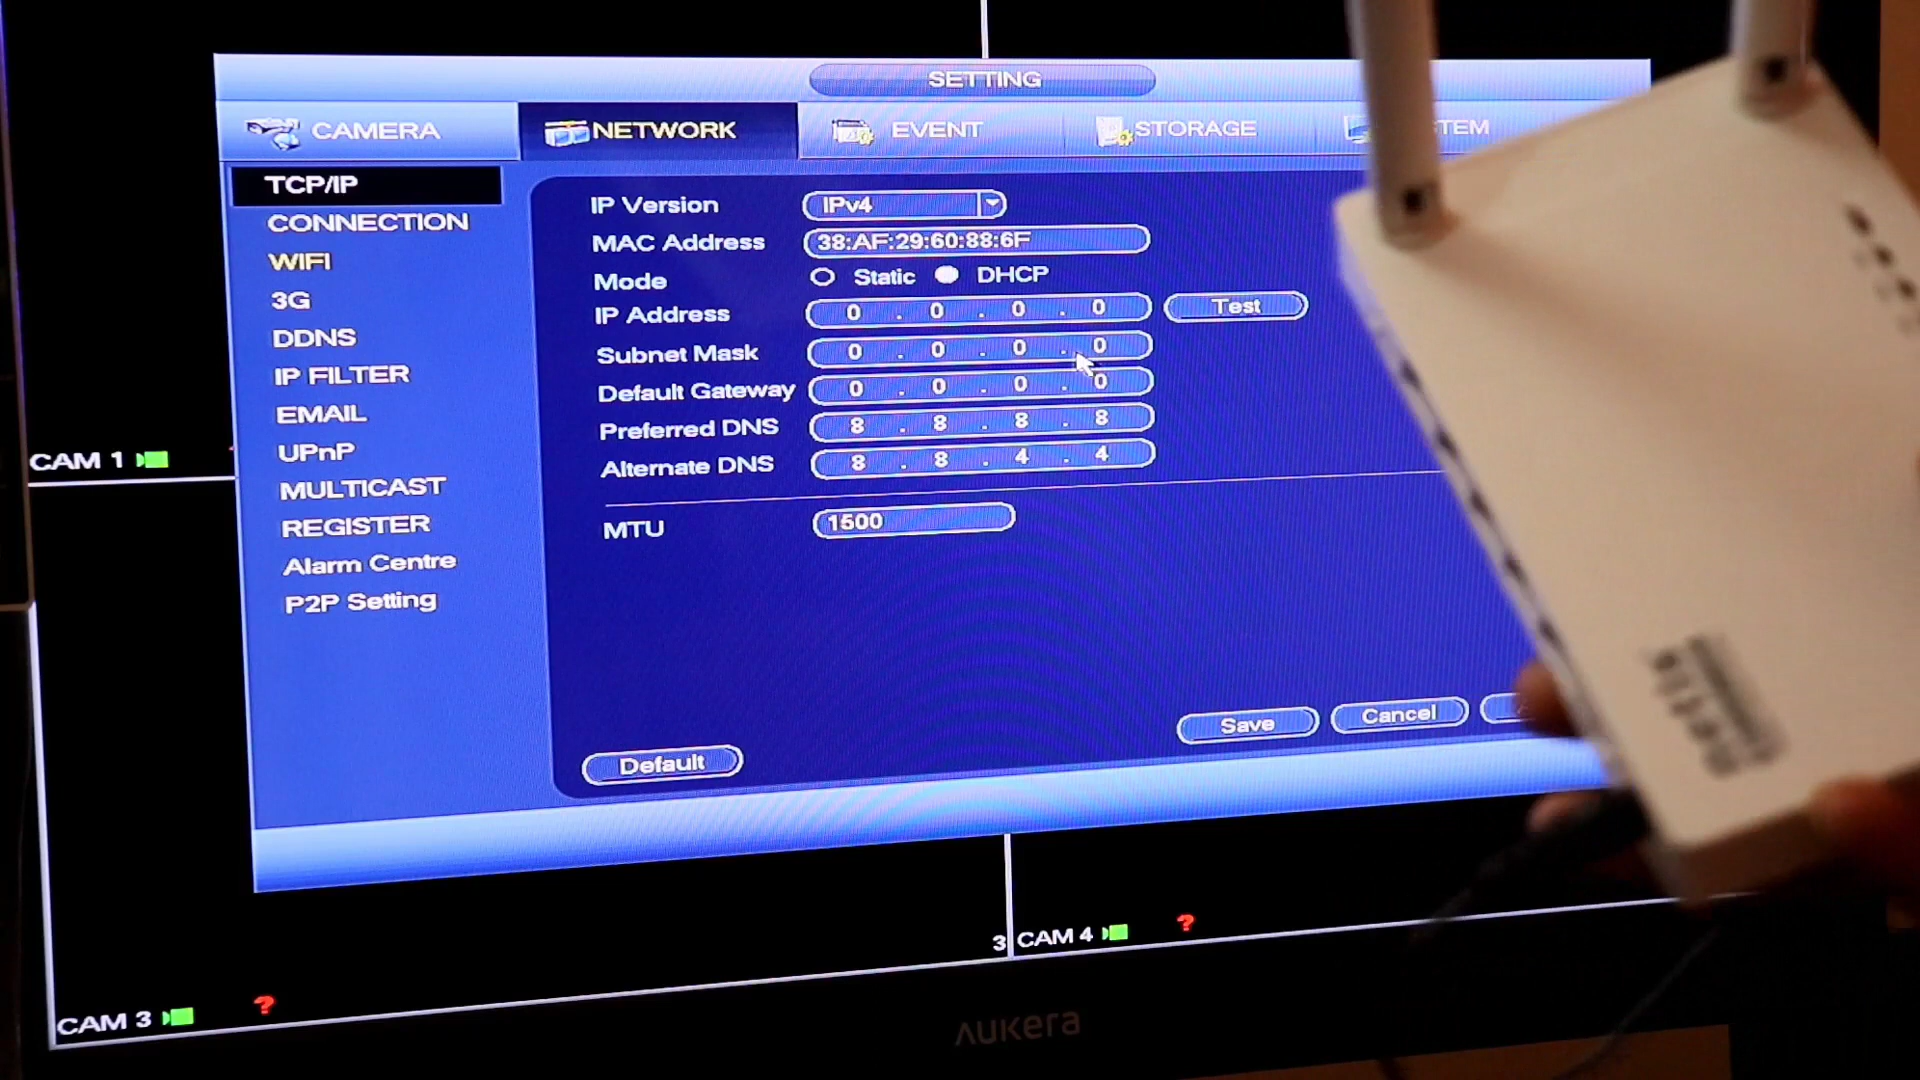 SETTING
CAMERA
NETWORK
EVENT
STORAGE
TCP/IP
CONNECTION
WIFI
3G
DDNS
IP FILTER
EMAIL
UPnP
MULTICAST
REGISTER
Alarm Centre
P2P Setting
IP Version IPv4
MAC Address 38:AF:29:60:88:6F
Mode Static DHCP
IP Address 0 . 0 . 0 . 0 Test
Subnet Mask 0 . 0 . 0 . 0
Default Gateway 0 . 0 . 0 . 0
Preferred DNS 8 . 8 . 8 . 8
Alternate DNS 8 . 8 . 4 . 4
MTU 1500
Default
Save
Cancel
CAM 1
CAM 3 ?
3
CAM 4 ?
AUKera